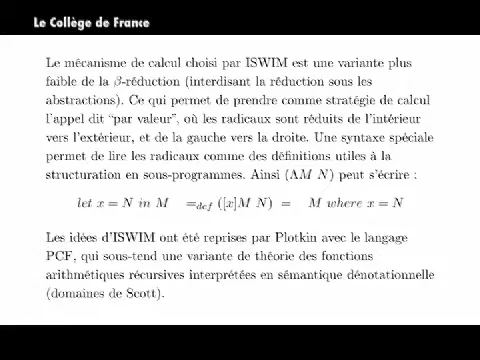 Le Collège de France
Le mécanisme de calcul choisi par ISWIM est une variante plus
faible de la β-réduction (interdisant la réduction sous les
abstractions). Ce qui permet de prendre comme stratégie de calcul
l'appel dit “par valeur”, où les radicaux sont réduits de l'intérieur
vers l'extérieur, et de la gauche vers la droite. Une syntaxe spéciale
permet de lire les radicaux comme des définitions utiles à la
structuration en sous-programmes. Ainsi (ΛM N) peut s'écrire :
let x = N in M =def ([x]M N) = M where x = N
Les idées d'ISWIM ont été reprises par Plotkin avec le langage
PCF, qui sous-tend une variante de théorie des fonctions
arithmétiques récursives interprétées en sémantique dénotationnelle
(domaines de Scott).